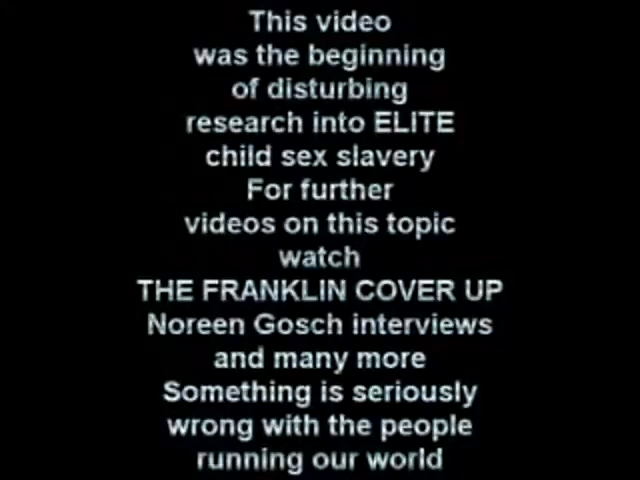 This video
was the beginning
of disturbing
research into ELITE
child sex slavery
For further
videos on this topic
watch
THE FRANKLIN COVER UP
Noreen Gosch interviews
and many more
Something is seriously
wrong with the people
running our world